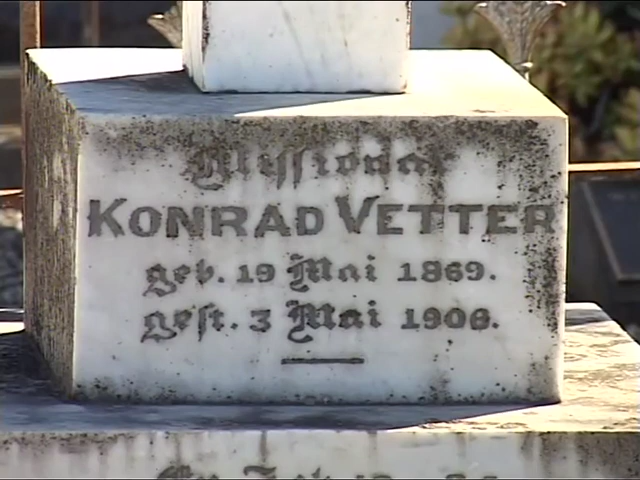 Missionar
KONRAD VETTER
geb. 19 Mai 1869.
gest. 3 Mai 1906.